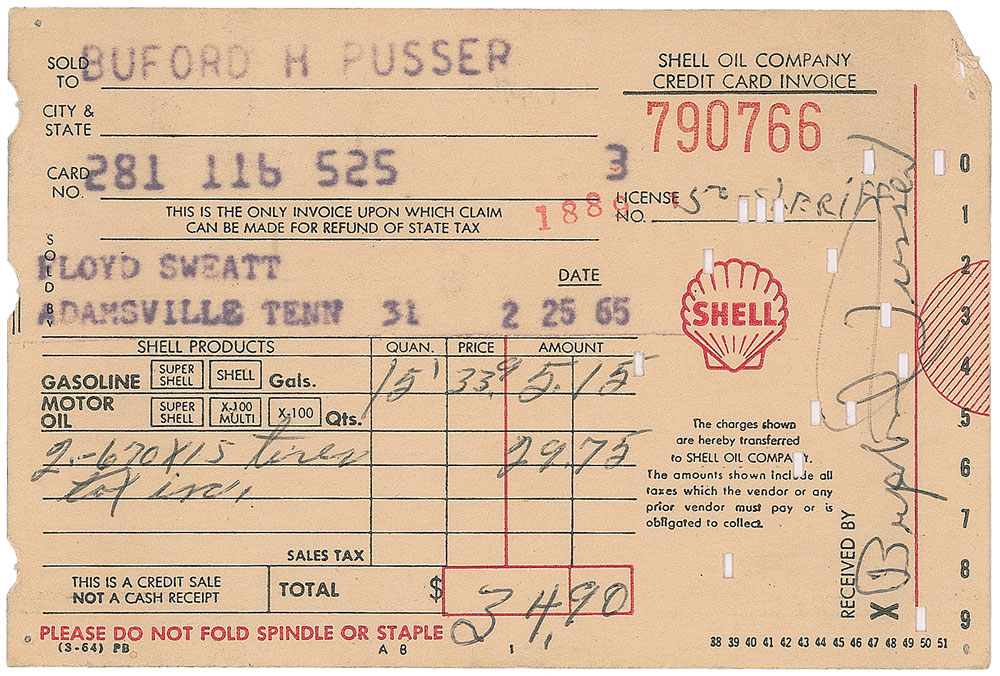 SOLD TO BUFORD H PUSSER
SHELL OIL COMPANY
CREDIT CARD INVOICE
790766
CITY & STATE
CARD NO. 281 116 525 3
LICENSE NO. SHERIFF
THIS IS THE ONLY INVOICE UPON WHICH CLAIM
CAN BE MADE FOR REFUND OF STATE TAX
1889
SOLD BY
FLOYD SWEATT
DATE
ADAMSVILLE TENN 31 2 25 65
SHELL
SHELL PRODUCTS QUAN. PRICE AMOUNT
GASOLINE SUPER SHELL SHELL Gals. 15 33.9 5.15
MOTOR OIL SUPER SHELL X-100 MULTI X-100 Qts.
2 - 670X15 tires 29.75
tax inc.
The charges shown
are hereby transferred
to SHELL OIL COMPANY.
The amounts shown include all
taxes which the vendor or any
prior vendor must pay or is
obligated to collect.
SALES TAX
THIS IS A CREDIT SALE
NOT A CASH RECEIPT
TOTAL $ 34.90
RECEIVED BY
X Buford Pusser
0
1
2
3
4
5
6
7
8
9
PLEASE DO NOT FOLD SPINDLE OR STAPLE
(3-64) PB A B 1
38 39 40 41 42 43 44 45 46 47 48 49 50 51